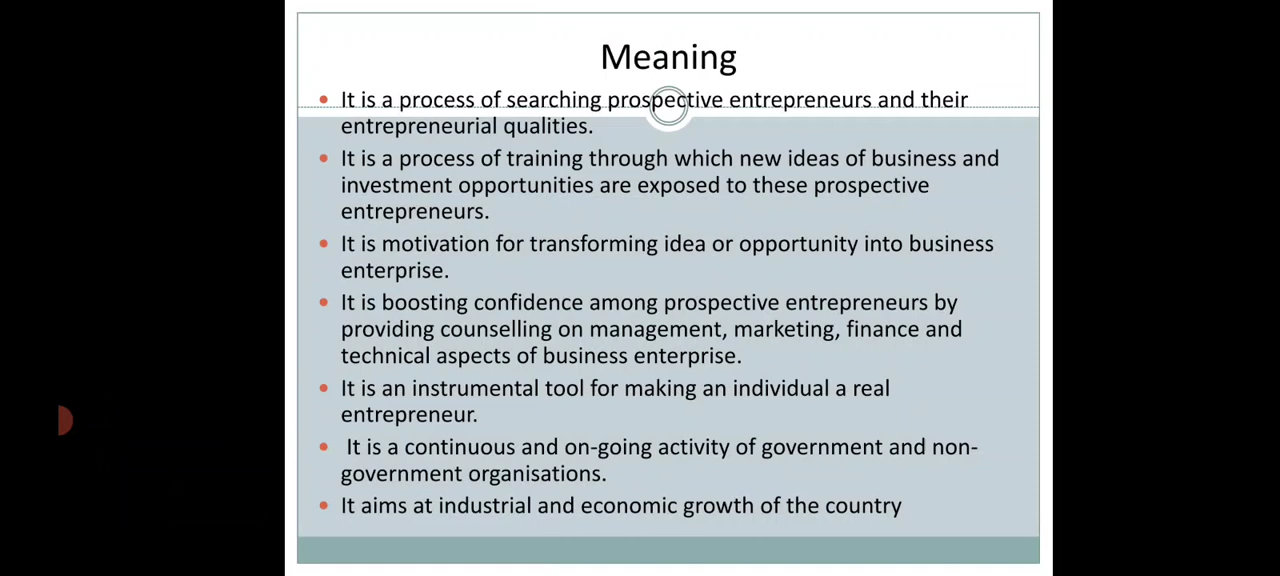 Meaning
• It is a process of searching prospective entrepreneurs and their
entrepreneurial qualities.
• It is a process of training through which new ideas of business and
investment opportunities are exposed to these prospective
entrepreneurs.
• It is motivation for transforming idea or opportunity into business
enterprise.
• It is boosting confidence among prospective entrepreneurs by
providing counselling on management, marketing, finance and
technical aspects of business enterprise.
• It is an instrumental tool for making an individual a real
entrepreneur.
• It is a continuous and on-going activity of government and non-
government organisations.
• It aims at industrial and economic growth of the country